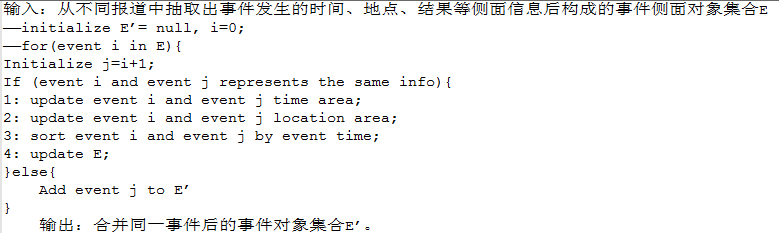 输入：从不同报道中抽取出事件发生的时间、地点、结果等侧面信息后构成的事件侧面对象集合E
——initialize E’= null, i=0;
——for(event i in E){
Initialize j=i+1;
If (event i and event j represents the same info){
1: update event i and event j time area;
2: update event i and event j location area;
3: sort event i and event j by event time;
4: update E;
}else{
Add event j to E’
}
输出：合并同一事件后的事件对象集合E’。